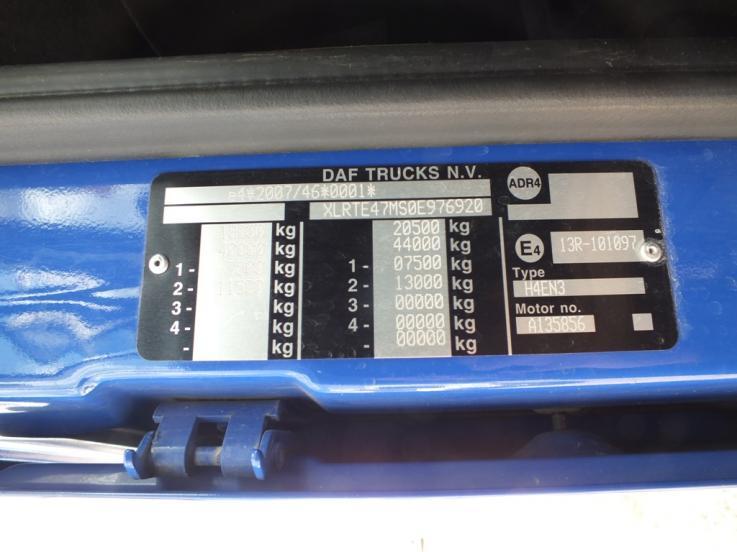 DAF TRUCKS N.V.
ADR4
e4*2007/46*0001*
XLRTE47MS0E976920
kg 20500 kg
kg 44000 kg
E4 13R-101097
1- kg 1- 07500 kg
Type
2- kg 2- 13000 kg
H4EN3
3- kg 3- 00000 kg
Motor no.
4- kg 4- 00000 kg
A135856
- kg - 00000 kg